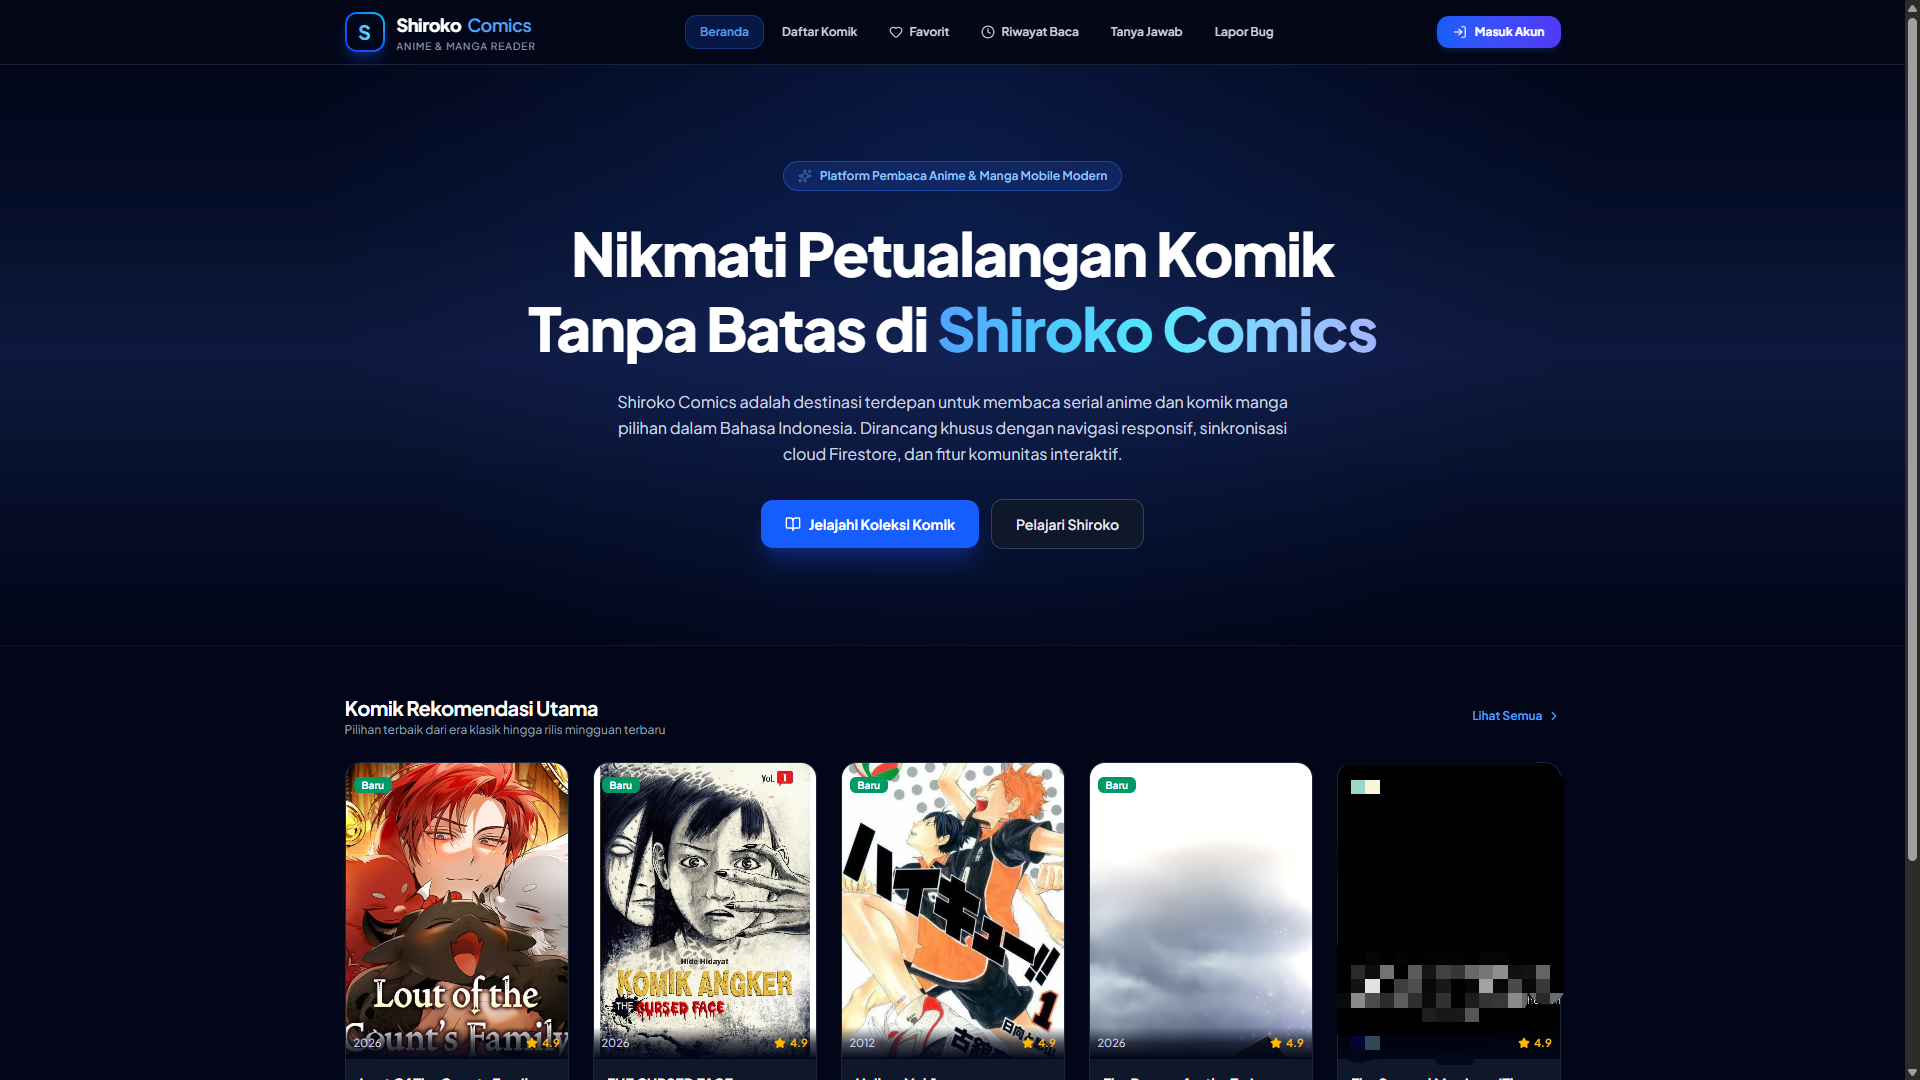 S
Shiroko Comics
ANIME & MANGA READER
Beranda
Daftar Komik
Favorit
Riwayat Baca
Tanya Jawab
Lapor Bug
Masuk Akun
Platform Pembaca Anime & Manga Mobile Modern
Nikmati Petualangan Komik
Tanpa Batas di Shiroko Comics
Shiroko Comics adalah destinasi terdepan untuk membaca serial anime dan komik manga
pilihan dalam Bahasa Indonesia. Dirancang khusus dengan navigasi responsif, sinkronisasi
cloud Firestore, dan fitur komunitas interaktif.
Jelajahi Koleksi Komik
Pelajari Shiroko
Komik Rekomendasi Utama
Pilihan terbaik dari era klasik hingga rilis mingguan terbaru
Lihat Semua
Baru
Lout of the
Count's Family
2026
4.9
Baru
Vol. 1
Hide Hidayat
KOMIK ANGKER
THE CURSED FACE
2026
4.9
Baru
ハイキュー!!
1
2012
4.9
Baru
2026
4.9
4.9